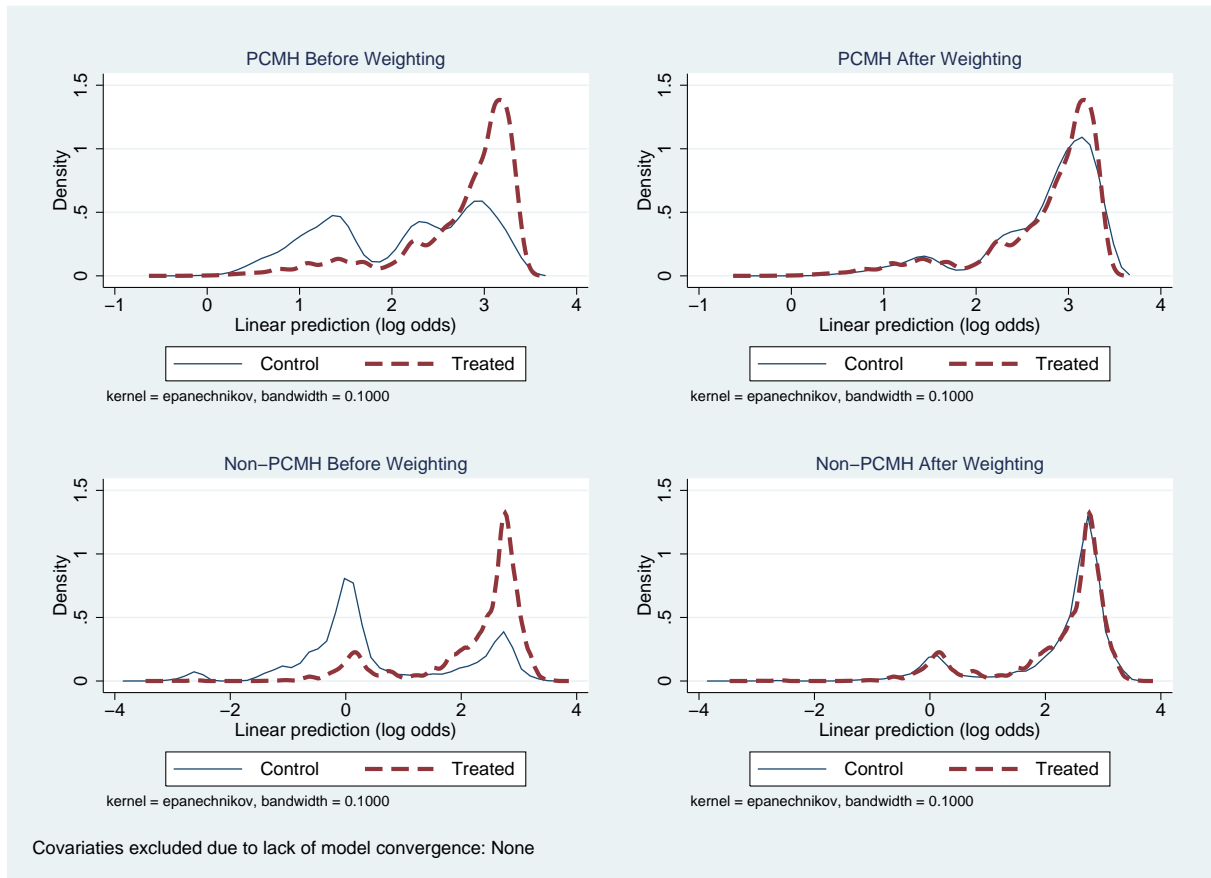 PCMH Before Weighting
Density
0 .5 1 1.5
−1 0 1 2 3 4
Linear prediction (log odds)
Control Treated
kernel = epanechnikov, bandwidth = 0.1000
PCMH After Weighting
Density
0 .5 1 1.5
−1 0 1 2 3 4
Linear prediction (log odds)
Control Treated
kernel = epanechnikov, bandwidth = 0.1000
Non−PCMH Before Weighting
Density
0 .5 1 1.5
−4 −2 0 2 4
Linear prediction (log odds)
Control Treated
kernel = epanechnikov, bandwidth = 0.1000
Non−PCMH After Weighting
Density
0 .5 1 1.5
−4 −2 0 2 4
Linear prediction (log odds)
Control Treated
kernel = epanechnikov, bandwidth = 0.1000
Covariaties excluded due to lack of model convergence: None